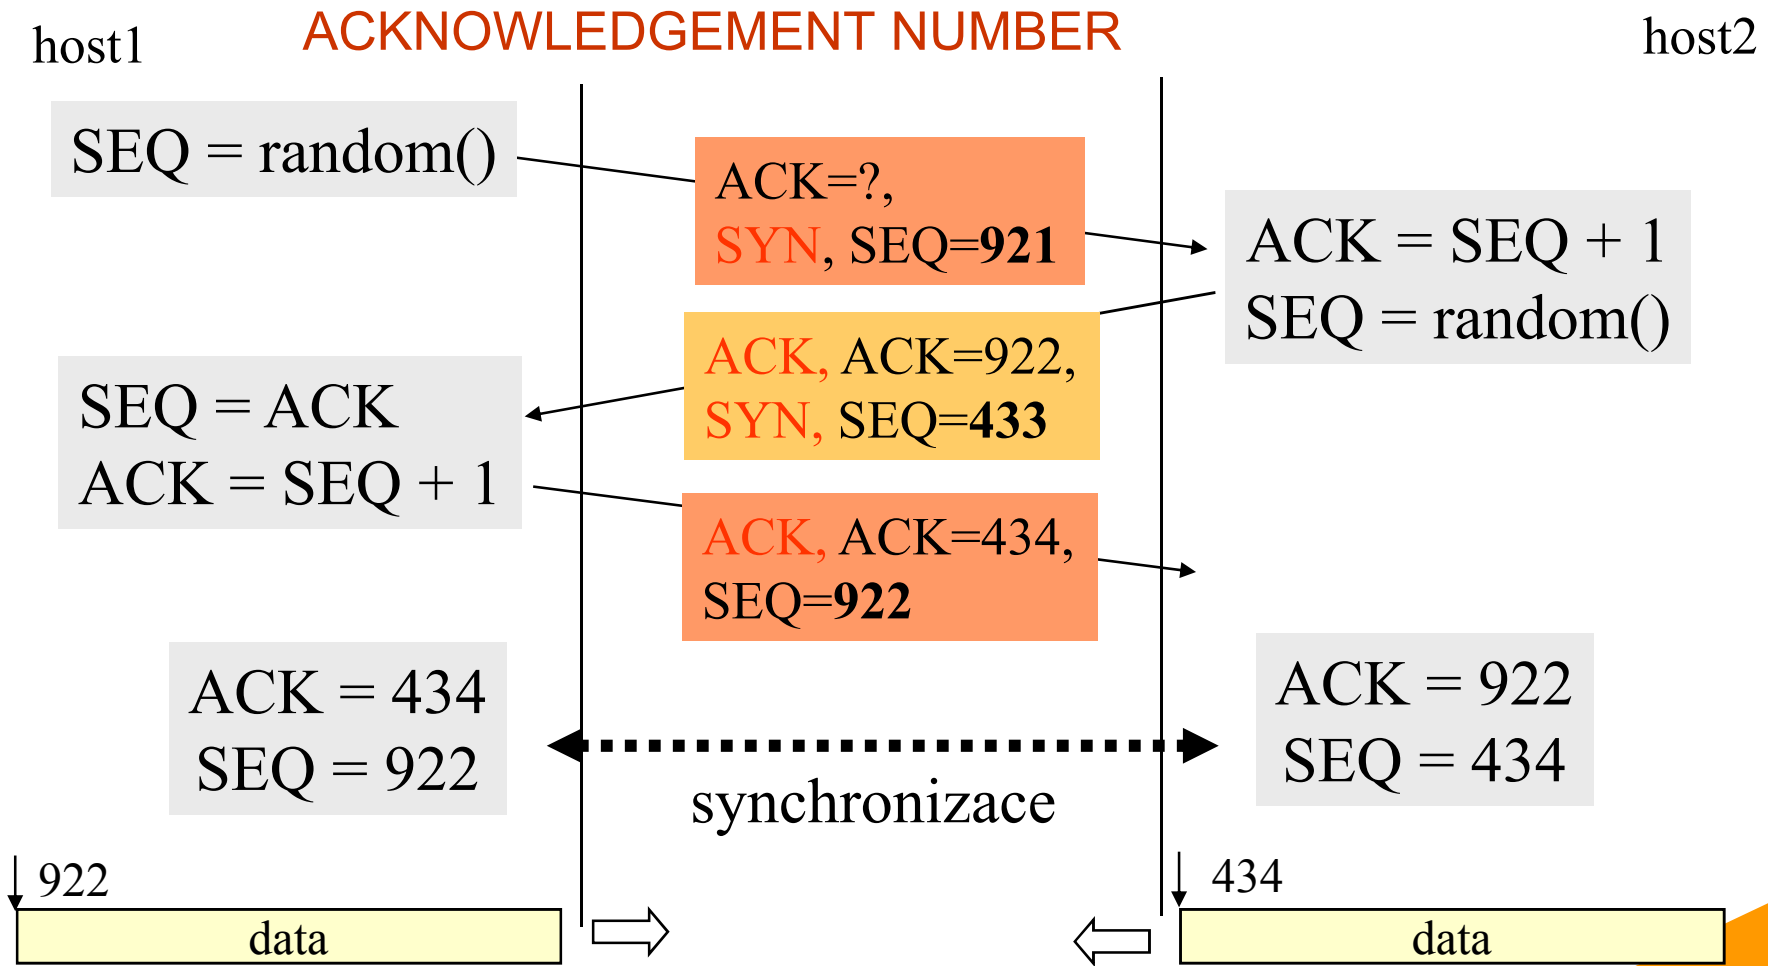 host1
ACKNOWLEDGEMENT NUMBER
host2
SEQ = random()
ACK=?,
SYN, SEQ=921
ACK = SEQ + 1
SEQ = random()
ACK, ACK=922,
SYN, SEQ=433
SEQ = ACK
ACK = SEQ + 1
ACK, ACK=434,
SEQ=922
ACK = 434
SEQ = 922
ACK = 922
SEQ = 434
synchronizace
922
434
data
data